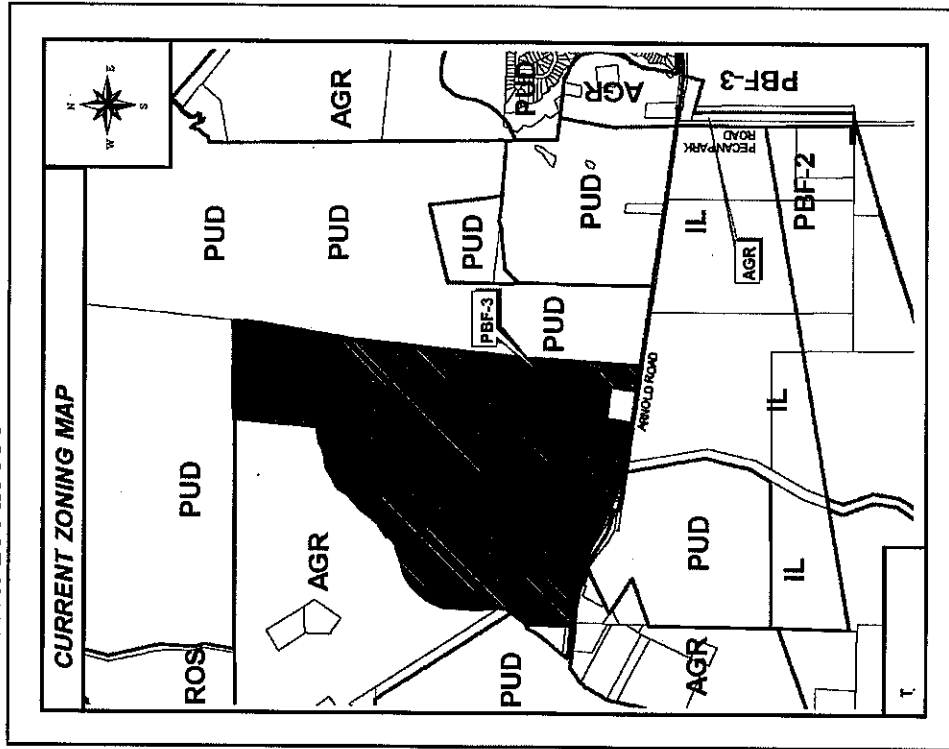 CURRENT ZONING MAP
N
W
E
S
PUD
AGR
PUD
PUD
AGR
PUD
ROS
PUD
AGR
PUD
PBF-3
PUD
PUD
PBF-3
ARNOLD ROAD
PECAN PARK
ROAD
IL
AGR
PBF-2
IL
PUD
IL
PUD
AGR